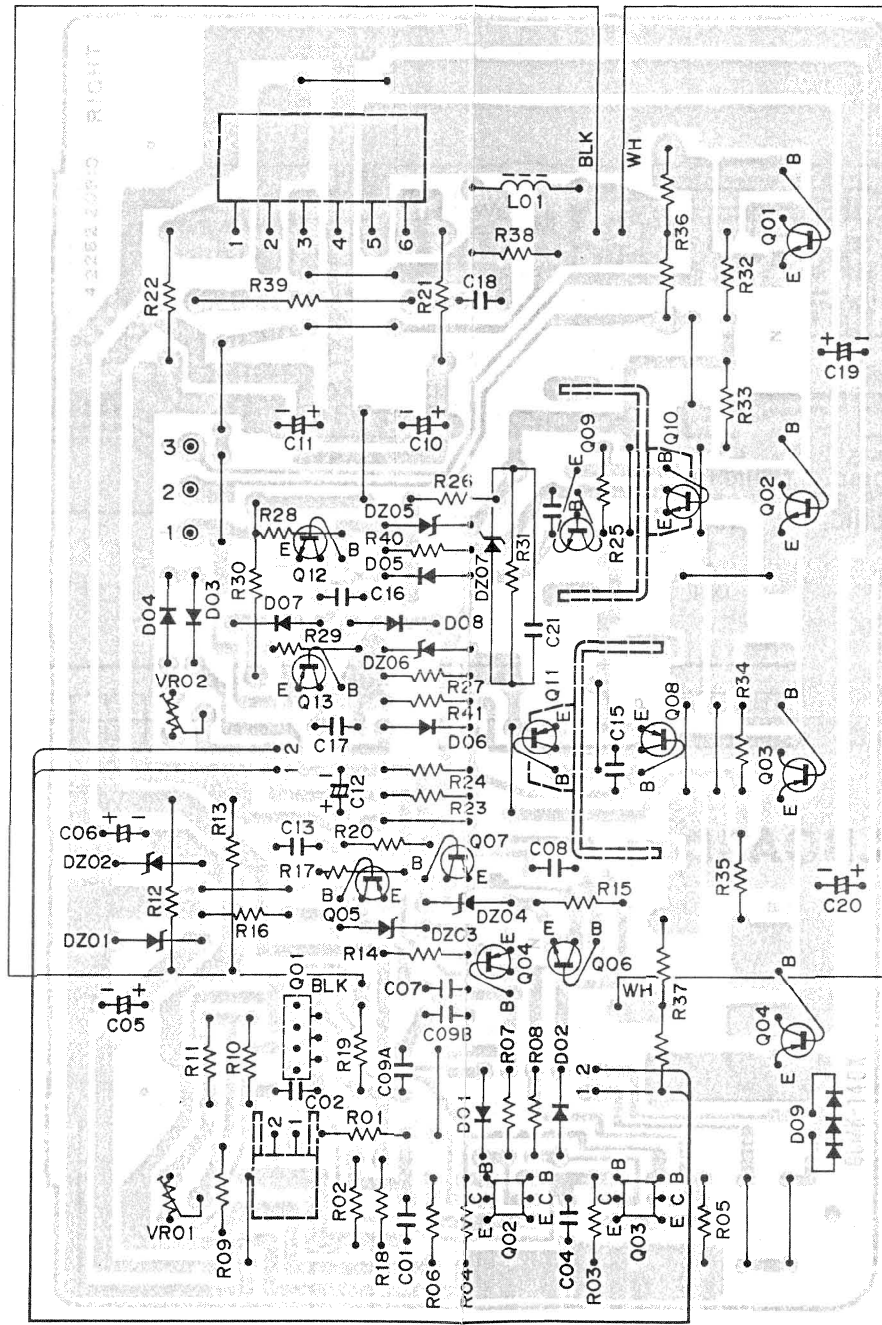 RIGHT
BLK
WH
L01
R36
Q01
B
E
1
2
3
4
5
6
R38
R22
R39
R21
C18
R32
+
-
C19
R33
-
+
C11
-
+
C10
3
2
1
Q09
E
B
C
Q10
B
E
R25
Q02
B
E
R26
DZ05
R40
D05
DZ07
R31
C21
R28
E
B
Q12
R30
D04
D03
C16
D07
D08
R29
DZ06
E
B
Q13
R27
R41
D06
VR02
C17
Q11
E
B
C15
Q08
E
B
R34
Q03
B
E
2
1
-
+
C12
R24
R23
C06
+
-
R13
C13
R20
Q07
B
E
C08
DZ02
R12
R17
B
E
Q05
DZ04
R15
R35
-
+
C20
R16
DZ01
DZ03
R14
Q04
E
B
E
B
Q06
-
+
C05
Q01
BLK
C07
C09B
WH
R37
Q04
B
E
R11
R10
R19
C09A
C02
R07
R08
D02
D01
2
1
D09
2
1
R01
VR01
R09
R02
R18
C01
R06
R04
E
C
B
E
C
B
Q02
C04
R03
E
C
B
E
C
B
Q03
R05